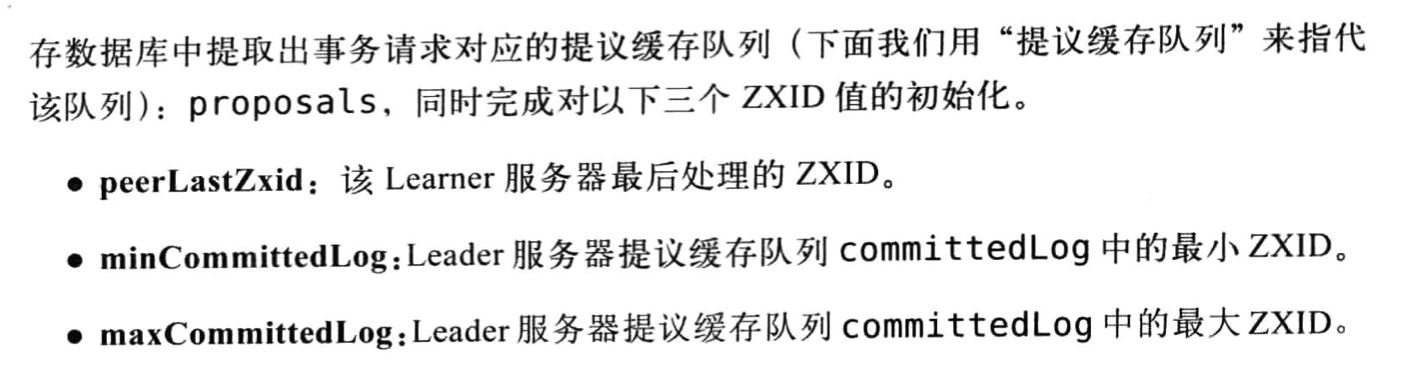 存数据库中提取出事务请求对应的提议缓存队列（下面我们用“提议缓存队列”来指代
该队列）：proposals，同时完成对以下三个 ZXID 值的初始化。
● peerLastZxid：该 Learner 服务器最后处理的 ZXID。
● minCommittedLog：Leader 服务器提议缓存队列 committedLog 中的最小 ZXID。
● maxCommittedLog：Leader 服务器提议缓存队列 committedLog 中的最大 ZXID。